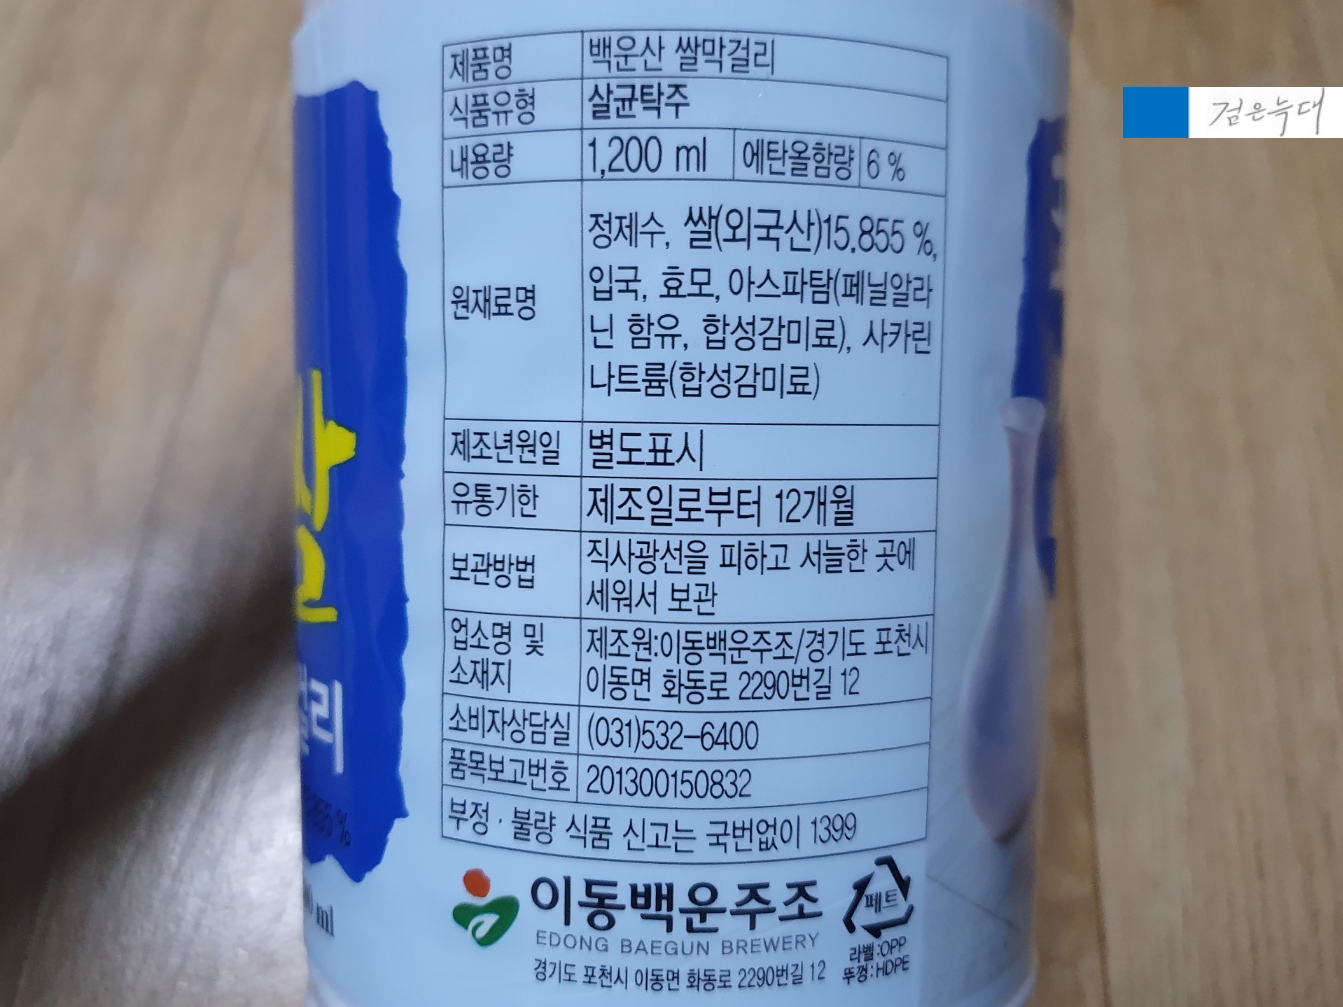 검은늑대
제품명 백운산 쌀막걸리
식품유형 살균탁주
내용량 1,200 ml 에탄올함량 6 %
원재료명 정제수, 쌀(외국산)15.855 %,
입국, 효모, 아스파탐(페닐알라
닌 함유, 합성감미료), 사카린
나트륨(합성감미료)
제조년원일 별도표시
유통기한 제조일로부터 12개월
보관방법 직사광선을 피하고 서늘한 곳에
세워서 보관
업소명 및 제조원:이동백운주조/경기도 포천시
소재지 이동면 화동로 2290번길 12
소비자상담실 (031)532-6400
품목보고번호 201300150832
부정·불량 식품 신고는 국번없이 1399
이동백운주조
EDONG BAEGUN BREWERY
경기도 포천시 이동면 화동로 2290번길 12
페트
라벨:OPP
뚜껑:HDPE
리
ml